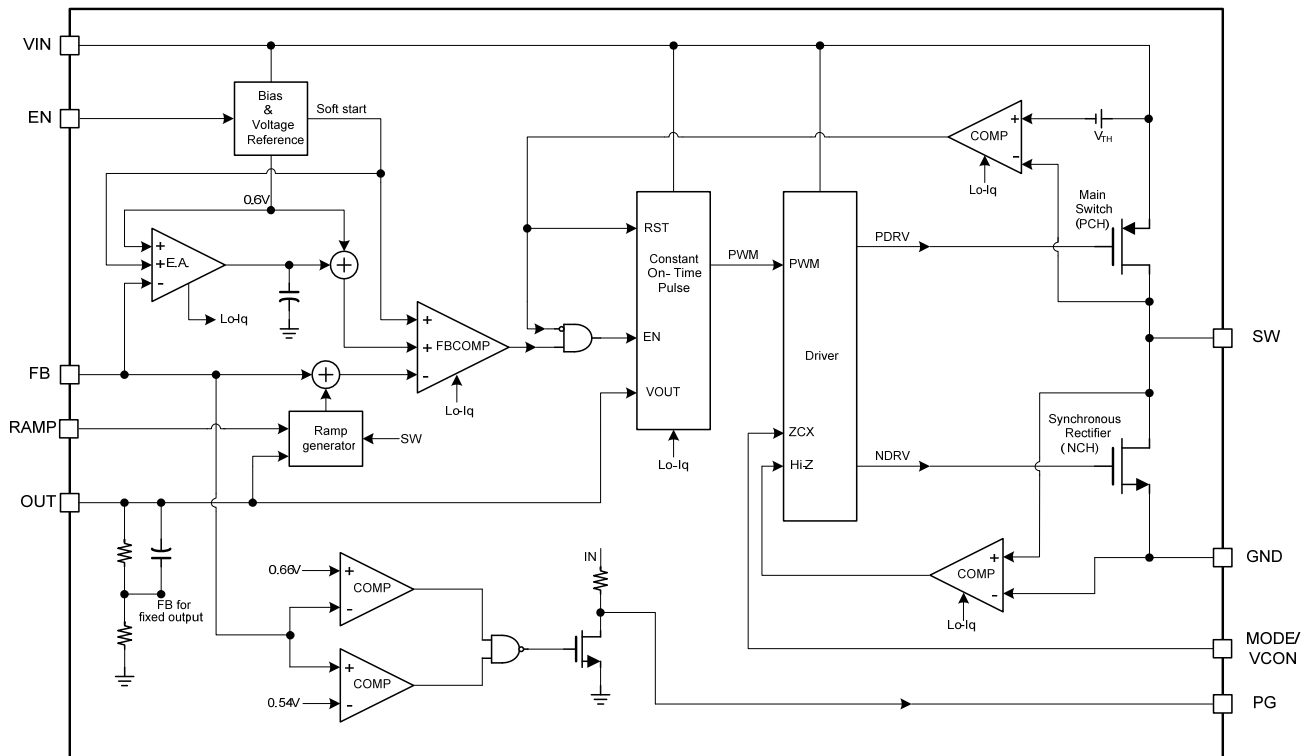 VIN
EN
Bias
&
Voltage
Reference
Soft start
0.6V
+
+
-
E.A.
Lo-Iq
+
+
+
-
FBCOMP
Lo-Iq
FB
+
RAMP
Ramp
generator
SW
OUT
FB for
fixed output
RST
Constant
On-Time
Pulse
EN
VOUT
Lo-Iq
PWM
PWM
Driver
ZCX
Hi-Z
PDRV
NDRV
+
-
COMP
Lo-Iq
VTH
Main
Switch
(PCH)
SW
Synchronous
Rectifier
(NCH)
+
-
COMP
Lo-Iq
GND
MODE/
VCON
PG
0.66V
+
-
COMP
+
-
COMP
0.54V
IN